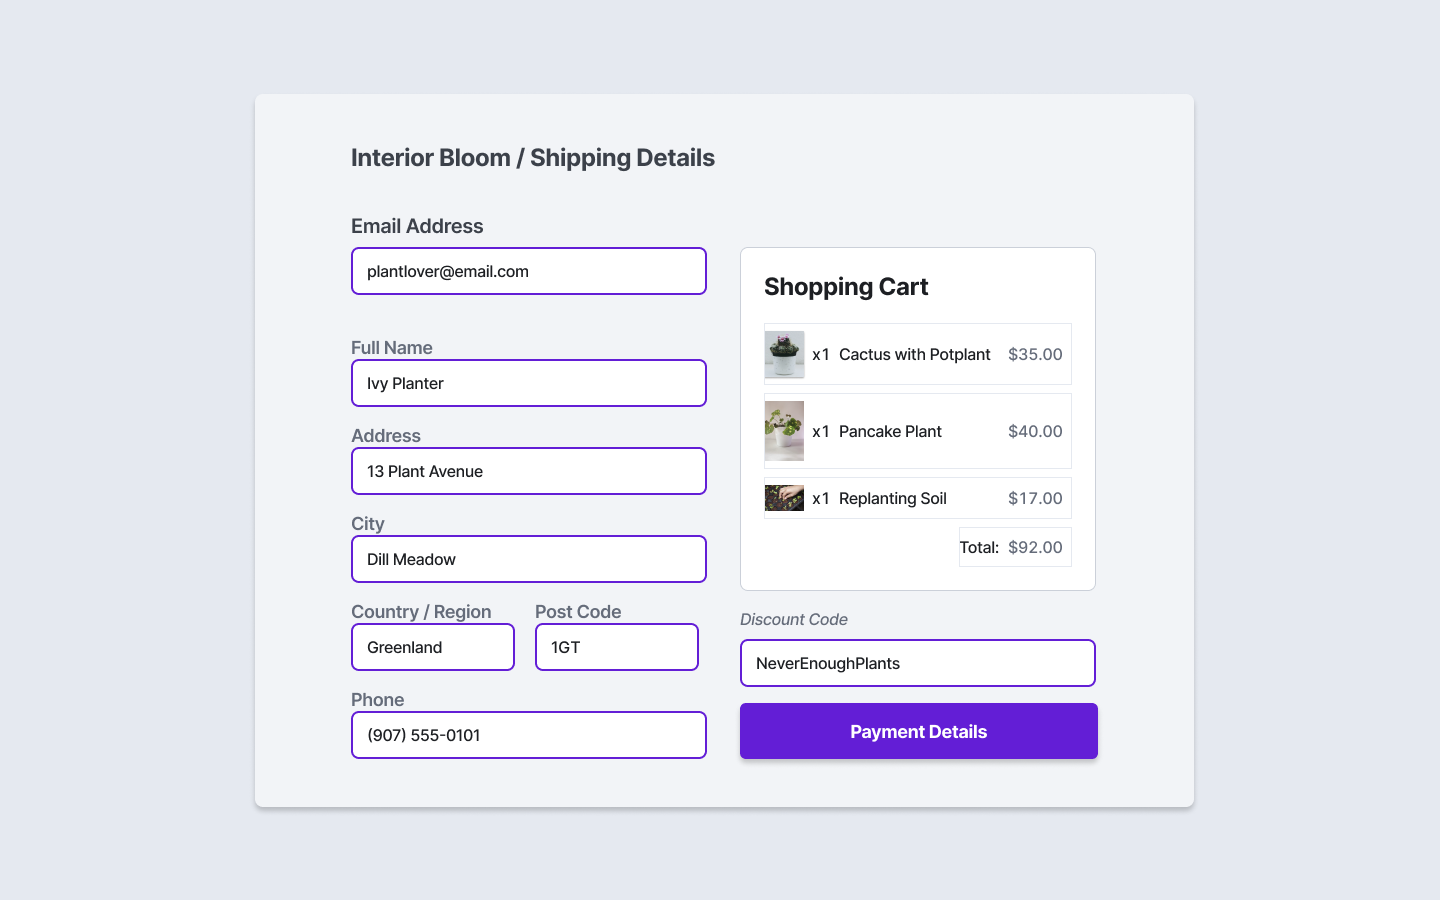 Interior Bloom / Shipping Details
Email Address
plantlover@email.com
Full Name
Ivy Planter
Address
13 Plant Avenue
City
Dill Meadow
Country / Region Post Code
Greenland 1GT
Phone
(907) 555-0101
Shopping Cart
x1 Cactus with Potplant $35.00
x1 Pancake Plant $40.00
x1 Replanting Soil $17.00
Total: $92.00
Discount Code
NeverEnoughPlants
Payment Details